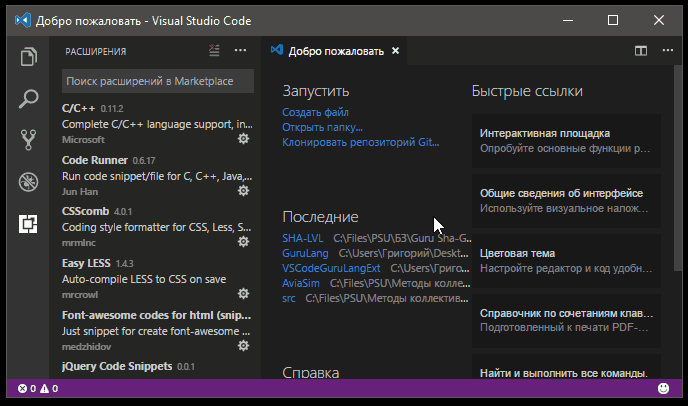 Добро пожаловать - Visual Studio Code
РАСШИРЕНИЯ
Добро пожаловать
Поиск расширений в Marketplace
C/C++ 0.11.2
Complete C/C++ language support, in...
Microsoft
Code Runner 0.6.17
Run code snippet/file for C, C++, Java,...
Jun Han
CSScomb 4.0.1
Coding style formatter for CSS, Less, S...
mrmlnc
Easy LESS 1.4.3
Auto-compile LESS to CSS on save
mrcrowl
Font-awesome codes for html (snip...
Just snippet for create font-awesome ...
medzhidov
jQuery Code Snippets 0.0.1
Запустить
Создать файл
Открыть папку...
Клонировать репозиторий Git...
Последние
SHA-LVL C:\Files\PSU\БЗ\Guru Sha-G...
GuruLang C:\Users\Григорий\Deskt...
VSCodeGuruLangExt C:\Users\Григо...
AviaSim C:\Files\PSU\Методы колле...
src C:\Files\PSU\Методы коллектив...
Справка
Быстрые ссылки
Интерактивная площадка
Опробуйте основные функции р...
Общие сведения об интерфейсе
Используйте визуальное налож...
Цветовая тема
Настройте редактор и код удобн...
Справочник по сочетаниям клав...
Подготовленный к печати PDF-...
Найти и выполнить все команды.
0 0